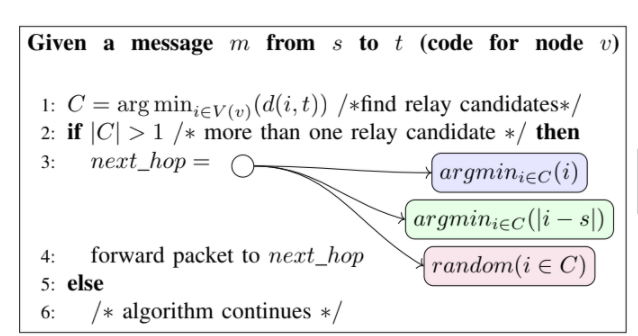 Given a message m from s to t (code for node v)
1: C = arg min_{i∈V(v)}(d(i, t)) /*find relay candidates*/
2: if |C| > 1 /* more than one relay candidate */ then
3: next_hop =
argmin_{i∈C}(i)
argmin_{i∈C}(|i − s|)
random(i ∈ C)
4: forward packet to next_hop
5: else
6: /* algorithm continues */